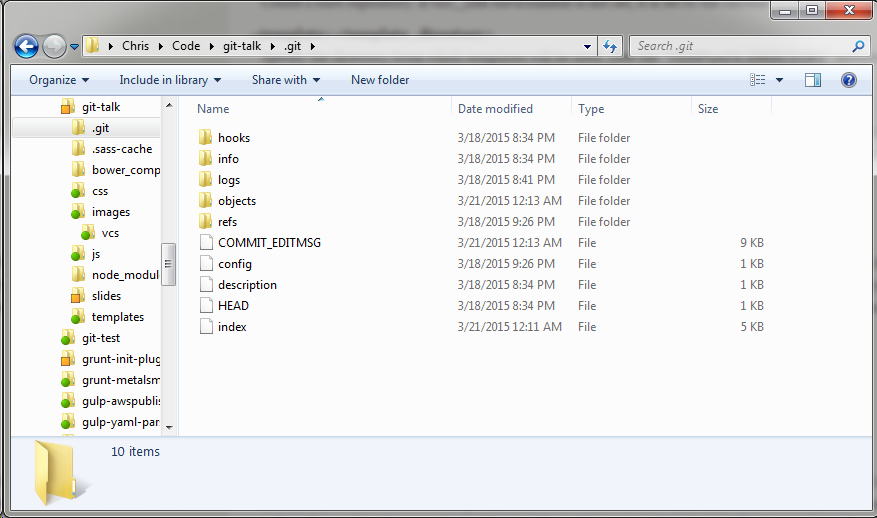 Chris Code git-talk .git
Search .git
Organize Include in library Share with New folder
git-talk
.git
.sass-cache
bower_comp
css
images
vcs
js
node_modul
slides
templates
git-test
grunt-init-plug
grunt-metalsm
gulp-awspublis
gulp-yaml-par
Name Date modified Type Size
hooks 3/18/2015 8:34 PM File folder
info 3/18/2015 8:34 PM File folder
logs 3/18/2015 8:41 PM File folder
objects 3/21/2015 12:13 AM File folder
refs 3/18/2015 9:26 PM File folder
COMMIT_EDITMSG 3/21/2015 12:13 AM File 9 KB
config 3/18/2015 9:26 PM File 1 KB
description 3/18/2015 8:34 PM File 1 KB
HEAD 3/18/2015 8:34 PM File 1 KB
index 3/21/2015 12:11 AM File 5 KB
10 items